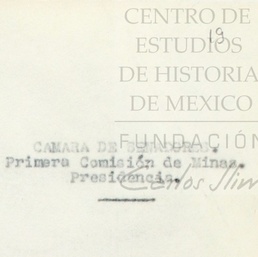 CENTRO DE
ESTUDIOS
DE HISTORIA
DE MEXICO
19
FUNDACIÓN
Carlos Slim
CAMARA DE SENADORES.
Primera Comisión de Minas.
Presidencia.